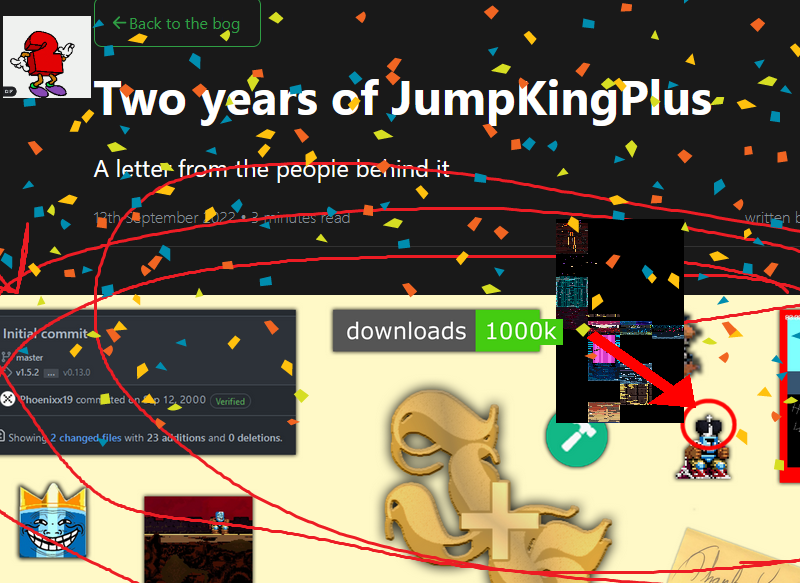 Back to the bog
GIF
Two years of JumpKingPlus
A letter from the people behind it
12th September 2022 • 3 minutes read
written b
Initial commit
master
v1.5.2 ... v0.13.0
Phoenixx19 committed on Sep 12, 2000 Verified
Showing 2 changed files with 23 additions and 0 deletions.
downloads 1000k